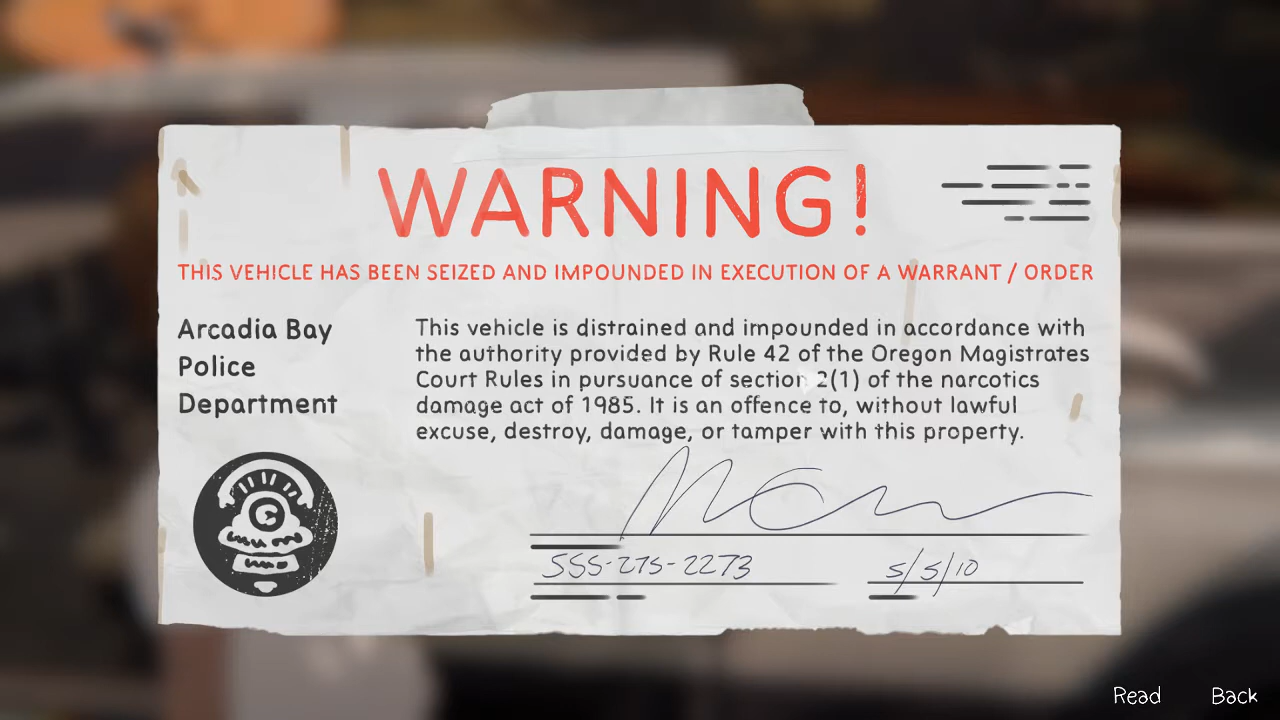 WARNING!
THIS VEHICLE HAS BEEN SEIZED AND IMPOUNDED IN EXECUTION OF A WARRANT / ORDER
Arcadia Bay
Police
Department
This vehicle is distrained and impounded in accordance with
the authority provided by Rule 42 of the Oregon Magistrates
Court Rules in pursuance of section 2(1) of the narcotics
damage act of 1985. It is an offence to, without lawful
excuse, destroy, damage, or tamper with this property.
555-275-2273
5/5/10
Read
Back